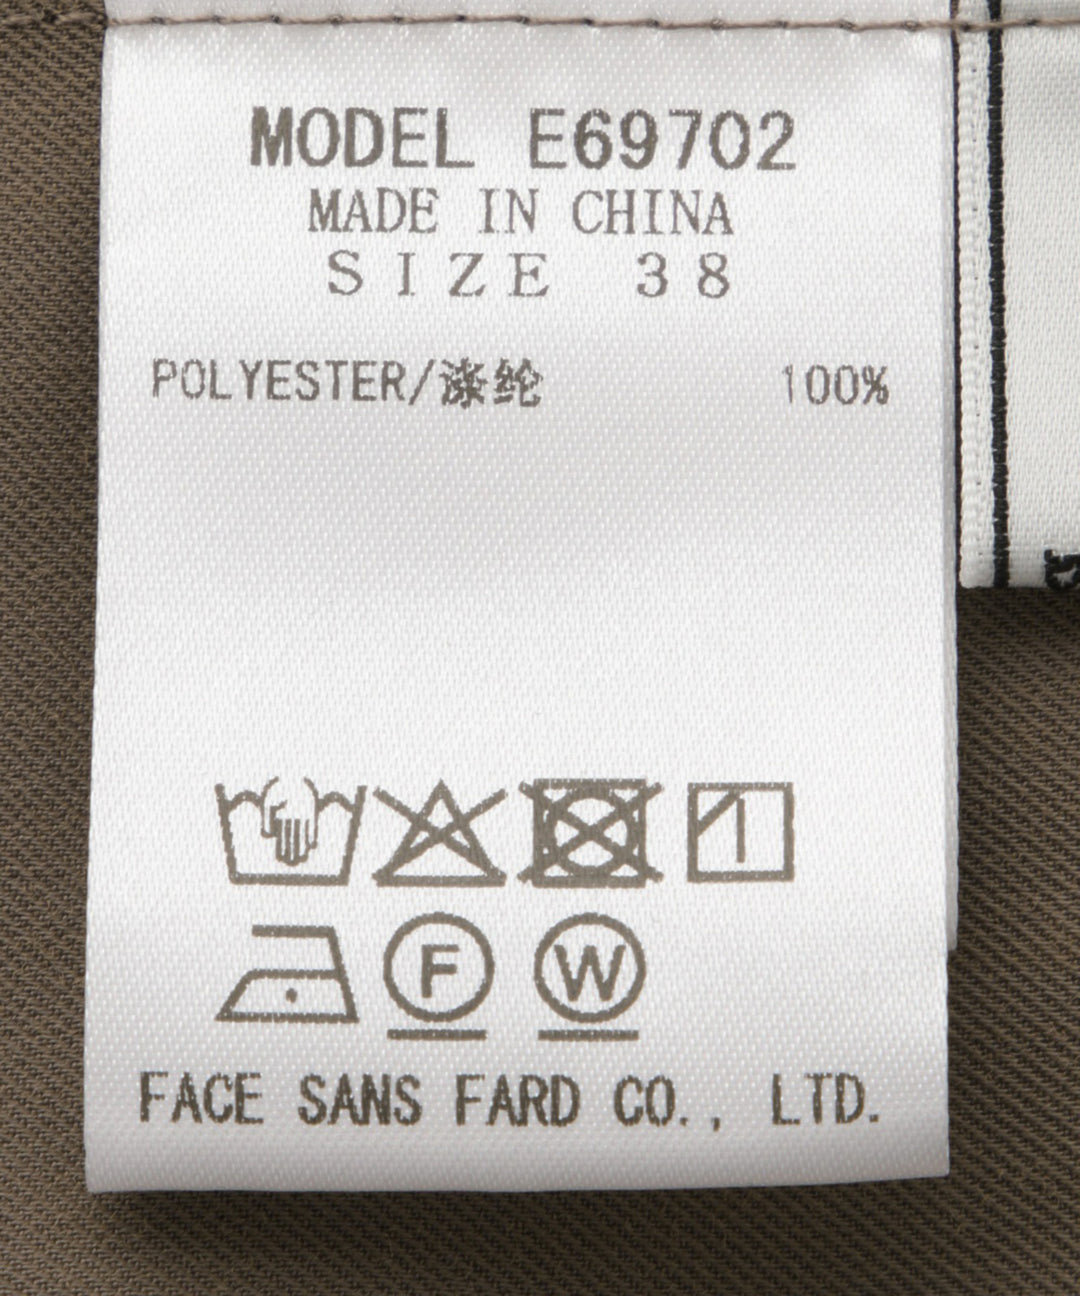 MODEL E69702
MADE IN CHINA
SIZE 38
POLYESTER/涤纶 100%
F W
FACE SANS FARD CO., LTD.